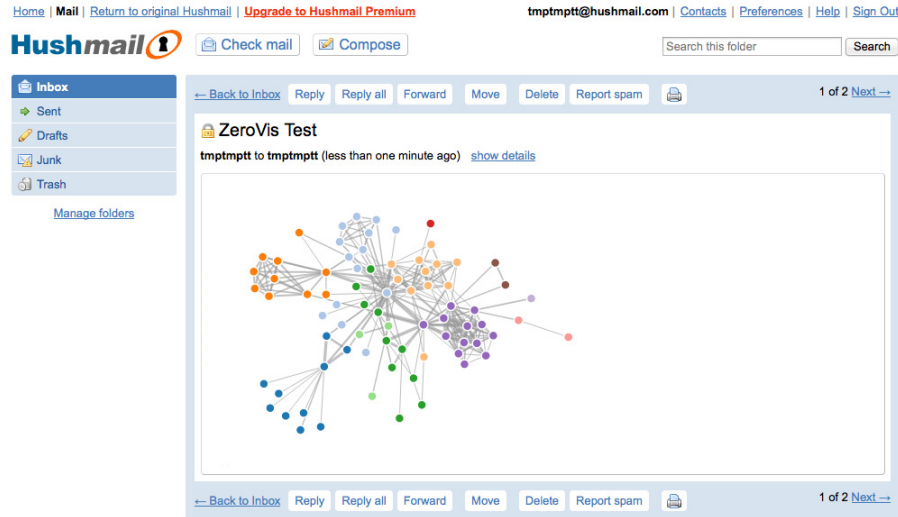 Home | Mail | Return to original Hushmail | Upgrade to Hushmail Premium
tmptmptt@hushmail.com | Contacts | Preferences | Help | Sign Out
Hushmail
Check mail
Compose
Search this folder
Search
Inbox
Sent
Drafts
Junk
Trash
Manage folders
← Back to Inbox Reply Reply all Forward Move Delete Report spam
1 of 2 Next →
ZeroVis Test
tmptmptt to tmptmptt (less than one minute ago) show details
← Back to Inbox Reply Reply all Forward Move Delete Report spam
1 of 2 Next →